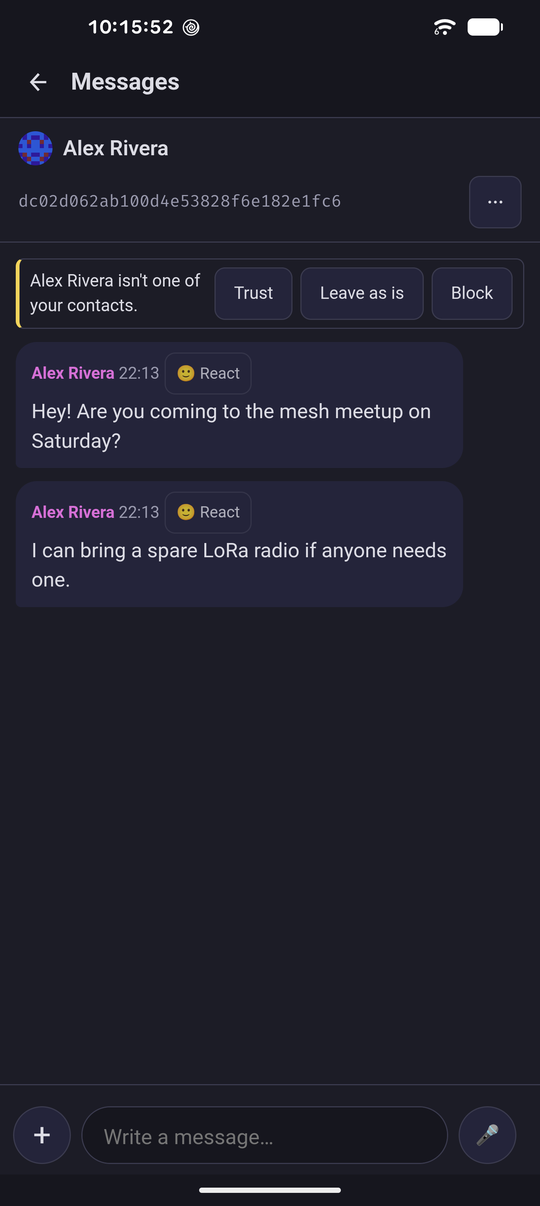 10:15:52
Messages
Alex Rivera
dc02d062ab100d4e53828f6e182e1fc6
Alex Rivera isn't one of
your contacts.
Trust
Leave as is
Block
Alex Rivera 22:13 🙂 React
Hey! Are you coming to the mesh meetup on
Saturday?
Alex Rivera 22:13 🙂 React
I can bring a spare LoRa radio if anyone needs
one.
Write a message…